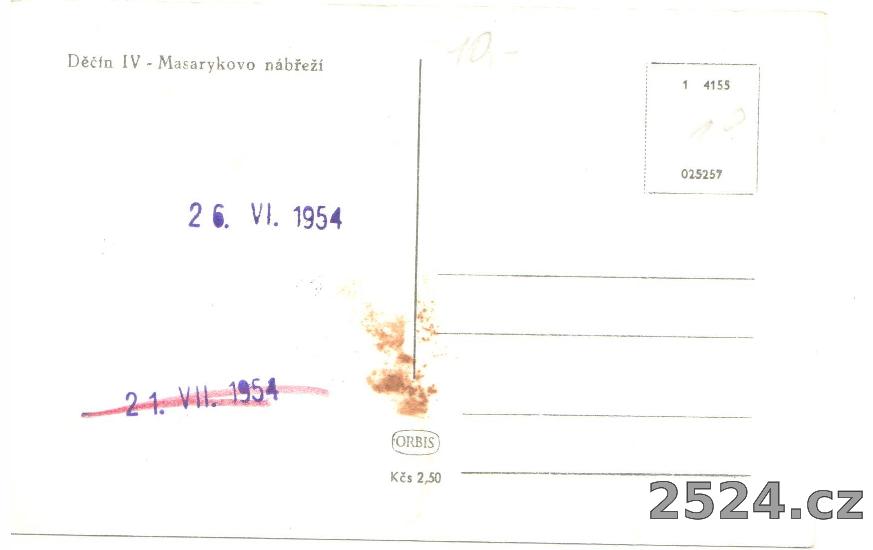 Děčín IV - Masarykovo nábřeží
10,-
1 4155
025257
26. VI. 1954
21. VII. 1954
ORBIS
Kčs 2,50
2524.cz